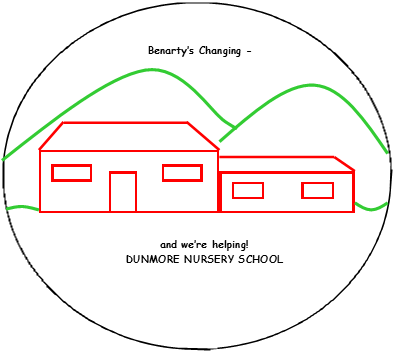 Benarty's Changing -
and we're helping!
DUNMORE NURSERY SCHOOL